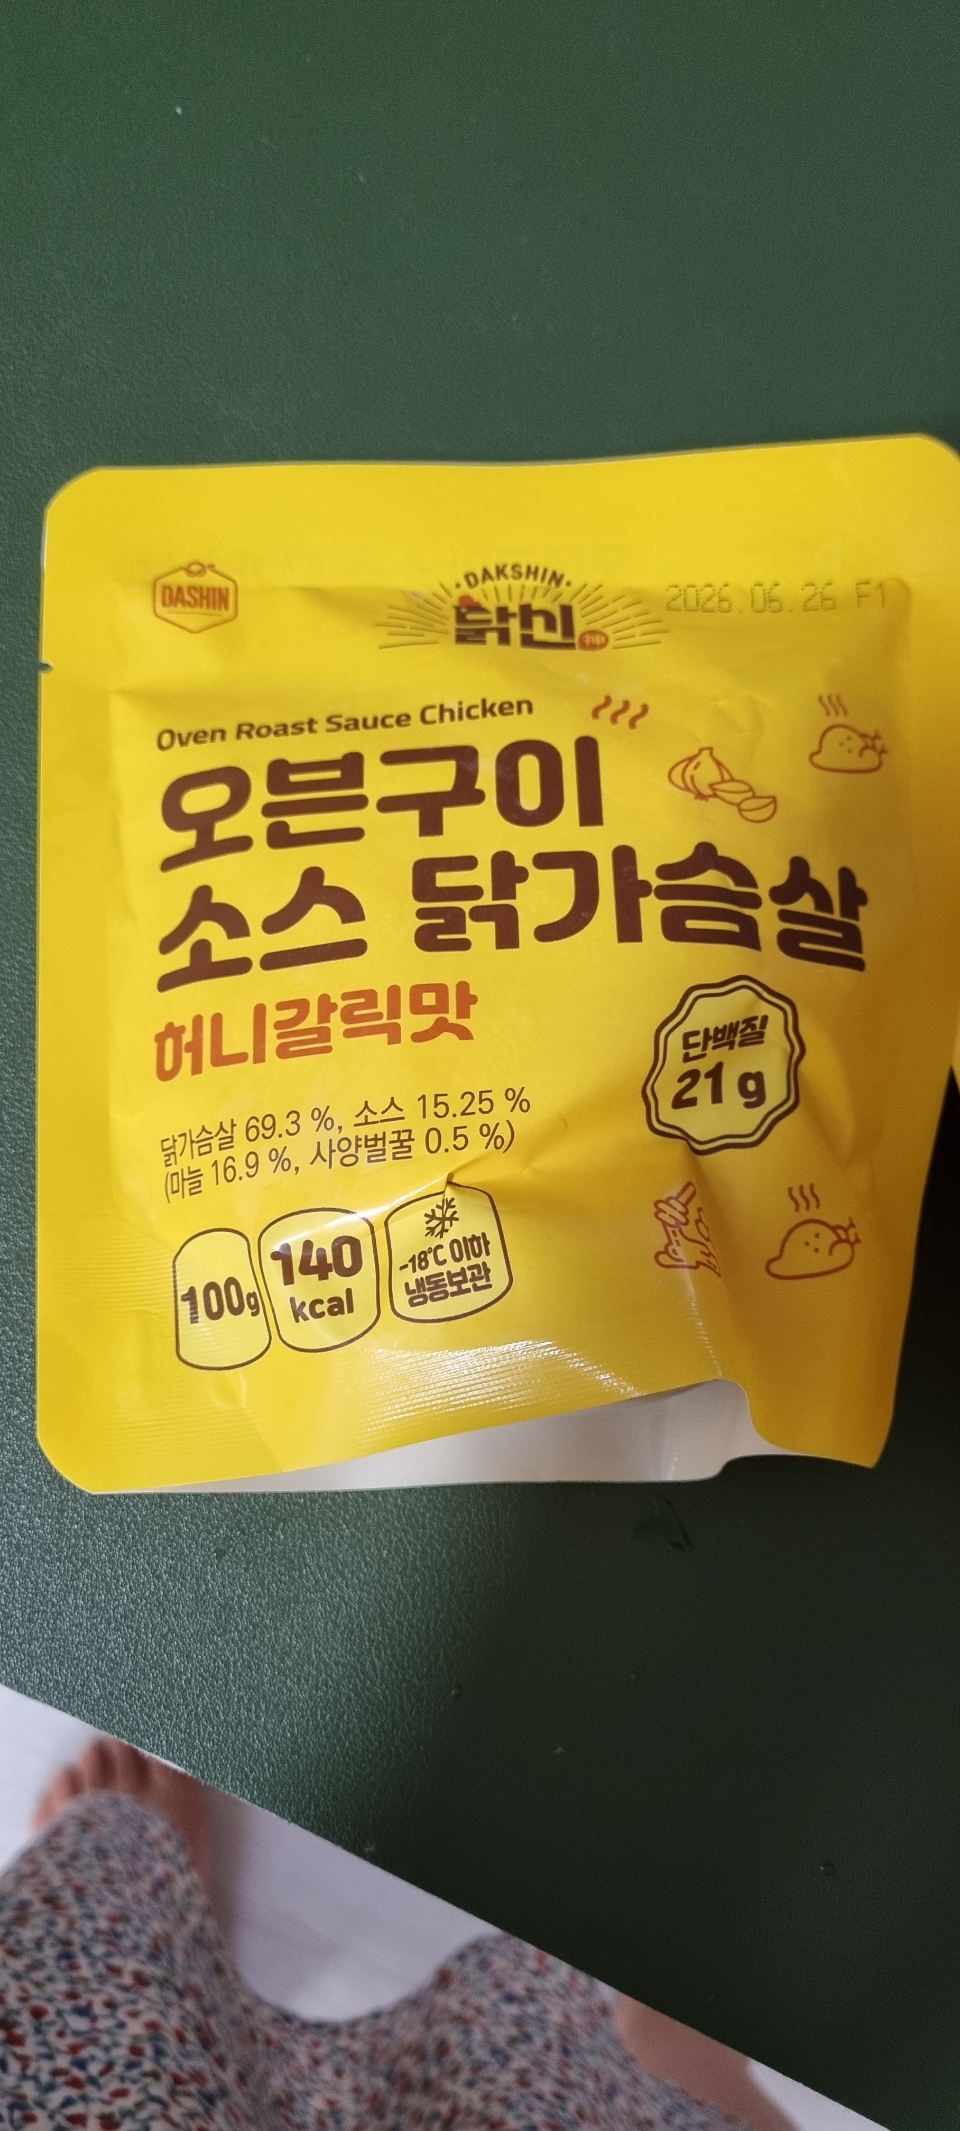 DASHIN
DAKSHIN
닭신 神
2026.06.26 F1
Oven Roast Sauce Chicken
오븐구이
소스 닭가슴살
허니갈릭맛
단백질
21 g
닭가슴살 69.3 %, 소스 15.25 %
(마늘 16.9 %, 사양벌꿀 0.5 %)
100g
140
kcal
-18℃ 이하
냉동보관